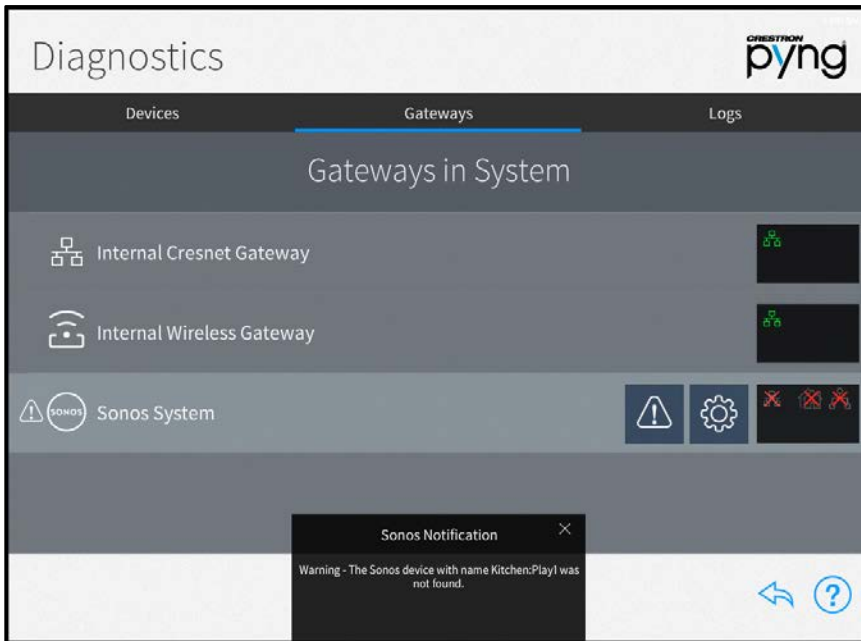 Diagnostics
CRESTRON
pyng
Devices
Gateways
Logs
Gateways in System
Internal Cresnet Gateway
Internal Wireless Gateway
SONOS
Sonos System
Sonos Notification
Warning - The Sonos device with name Kitchen:Play1 was
not found.
?